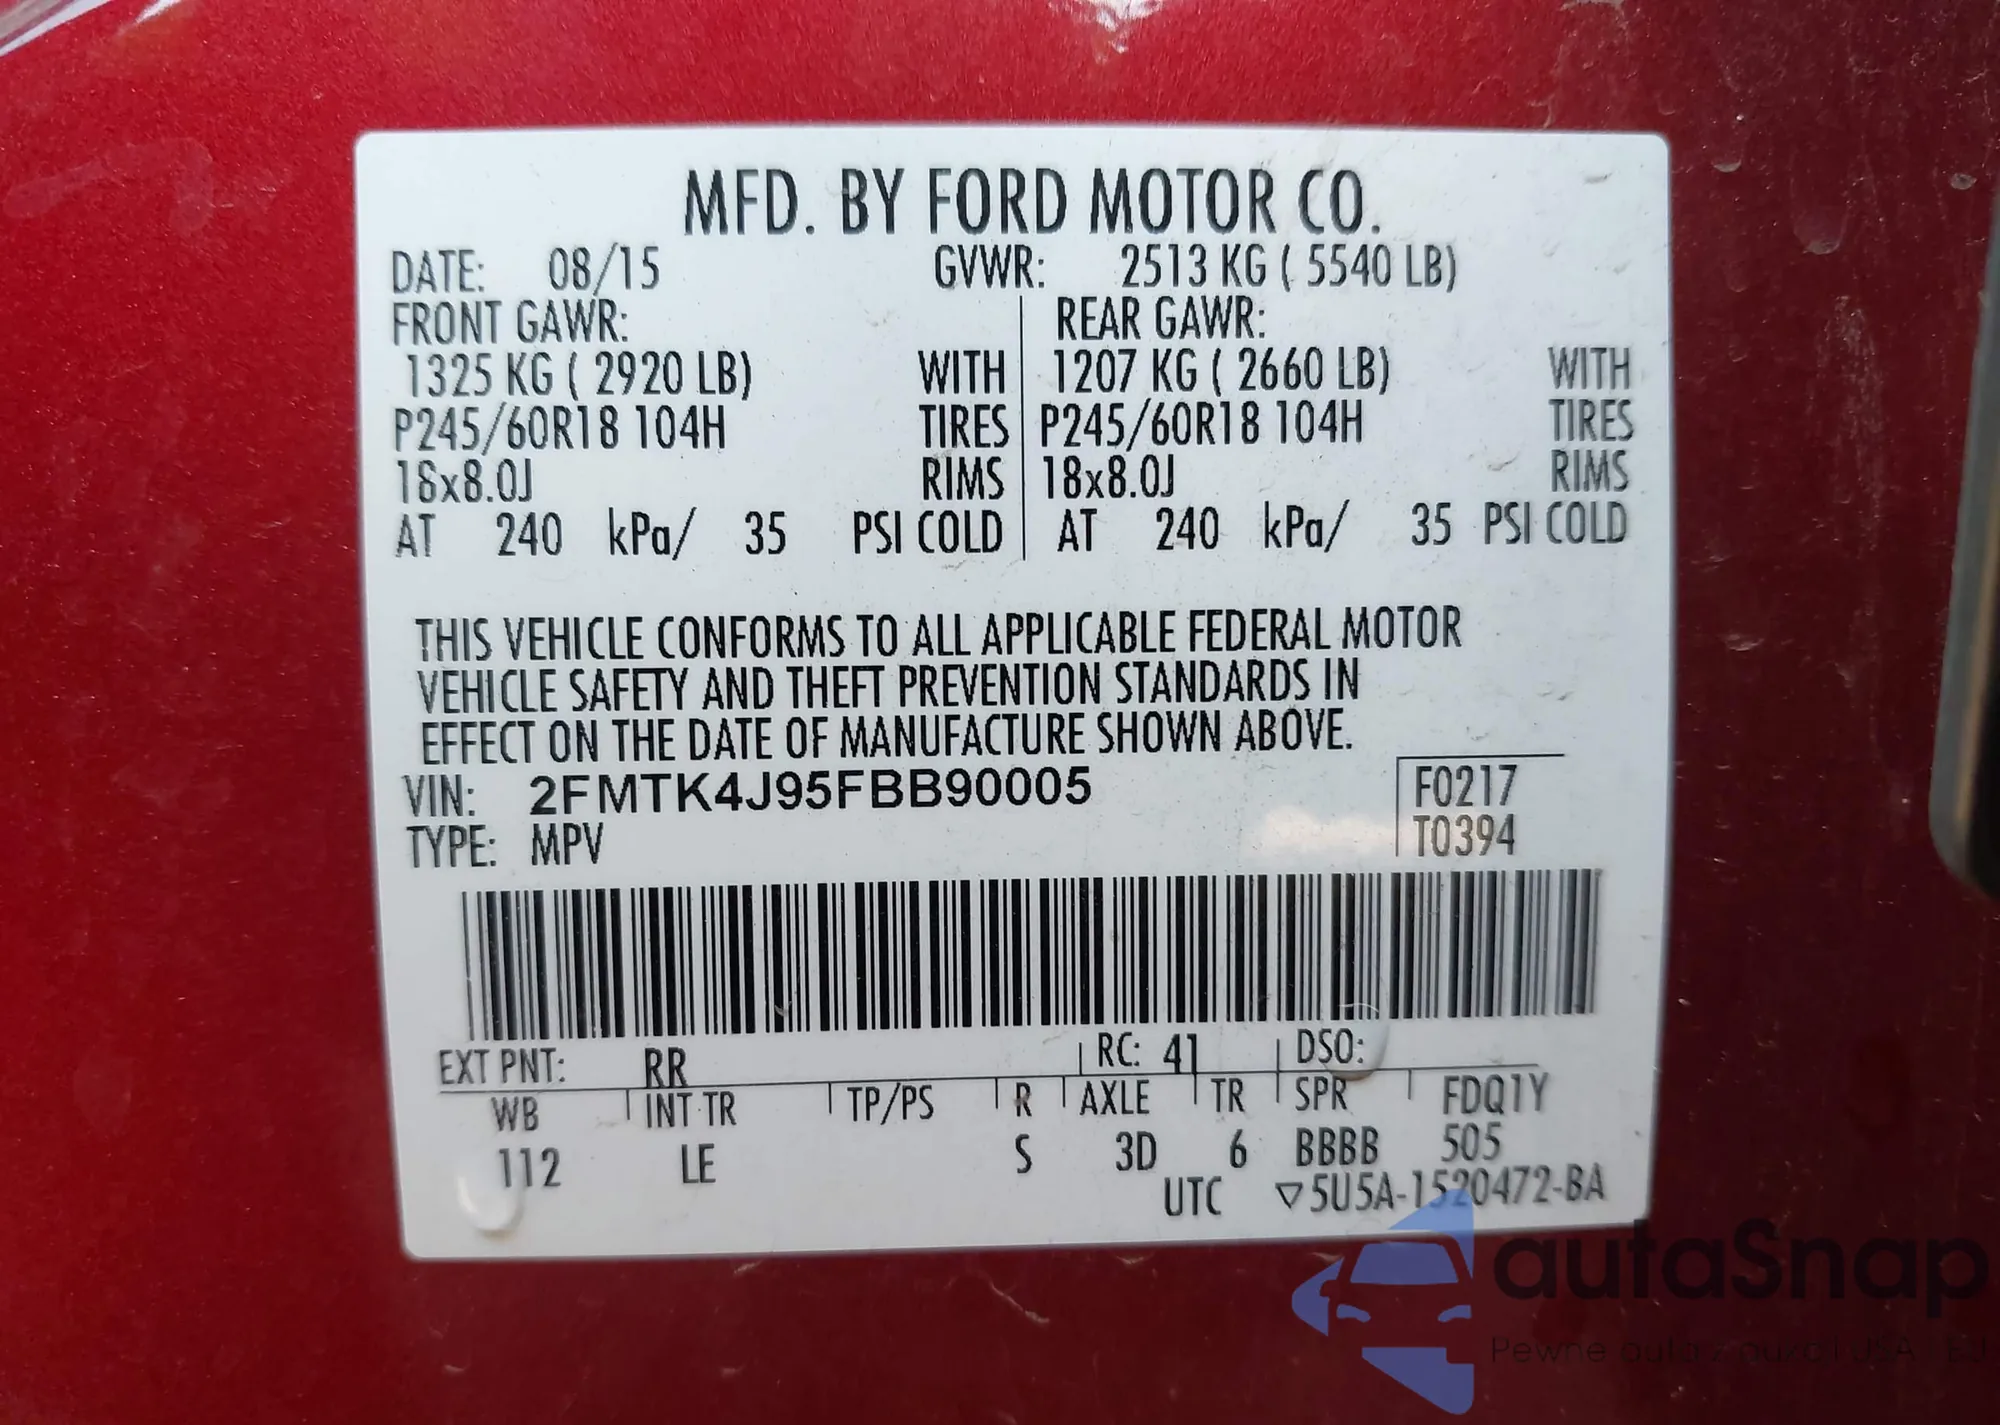 MFD. BY FORD MOTOR CO.
DATE: 08/15 GVWR: 2513 KG ( 5540 LB)
FRONT GAWR: REAR GAWR:
1325 KG ( 2920 LB) WITH 1207 KG ( 2660 LB) WITH
P245/60R18 104H TIRES P245/60R18 104H TIRES
18x8.0J RIMS 18x8.0J RIMS
AT 240 kPa/ 35 PSI COLD AT 240 kPa/ 35 PSI COLD
THIS VEHICLE CONFORMS TO ALL APPLICABLE FEDERAL MOTOR
VEHICLE SAFETY AND THEFT PREVENTION STANDARDS IN
EFFECT ON THE DATE OF MANUFACTURE SHOWN ABOVE.
VIN: 2FMTK4J95FBB90005 F0217
TYPE: MPV T0394
EXT PNT: RR RC: 41 DSO:
WB INT TR TP/PS R AXLE TR SPR FDQ1Y
112 LE S 3D 6 BBBB 505
UTC ▽5U5A-1520472-BA
autaSnap
Pewne auta z aukcji USA i EU